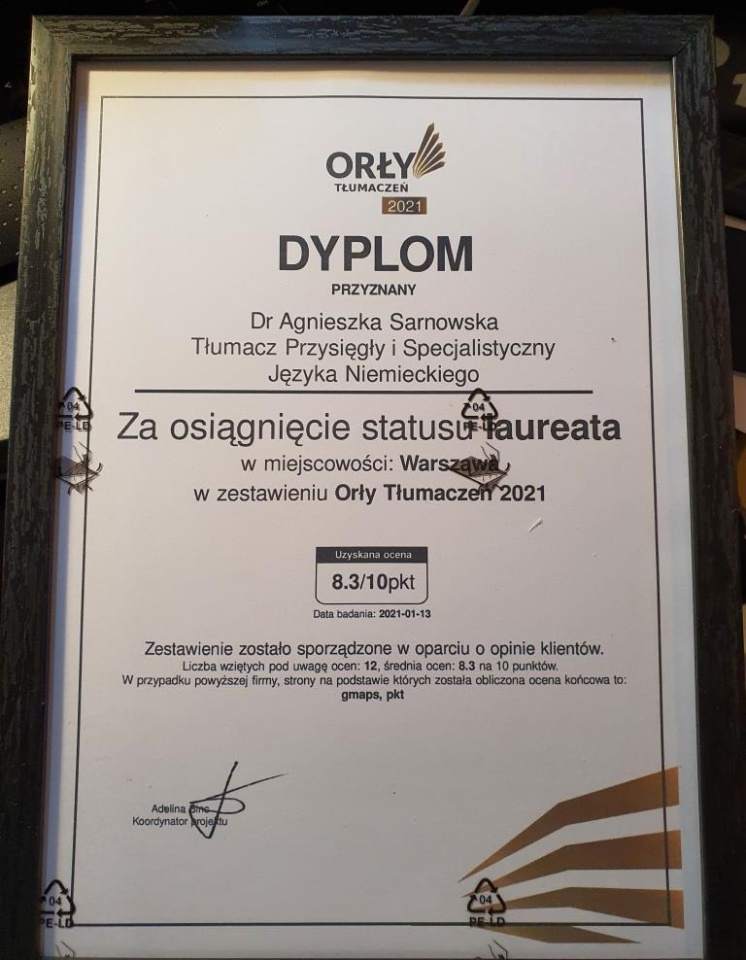 ORŁY
TŁUMACZEŃ
2021
DYPLOM
PRZYZNANY
Dr Agnieszka Sarnowska
Tłumacz Przysięgły i Specjalistyczny
Języka Niemieckiego
04
PE-LD
04
PE-LD
Za osiągnięcie statusu laureata
w miejscowości: Warszawa,
w zestawieniu Orły Tłumaczeń 2021
Uzyskana ocena
8.3/10pkt
Data badania: 2021-01-13
Zestawienie zostało sporządzone w oparciu o opinie klientów.
Liczba wziętych pod uwagę ocen: 12, średnia ocen: 8.3 na 10 punktów.
W przypadku powyższej firmy, strony na podstawie których została obliczona ocena końcowa to:
gmaps, pkt
Adelina
Koordynator projektu
04
PE-LD
04
PE-LD